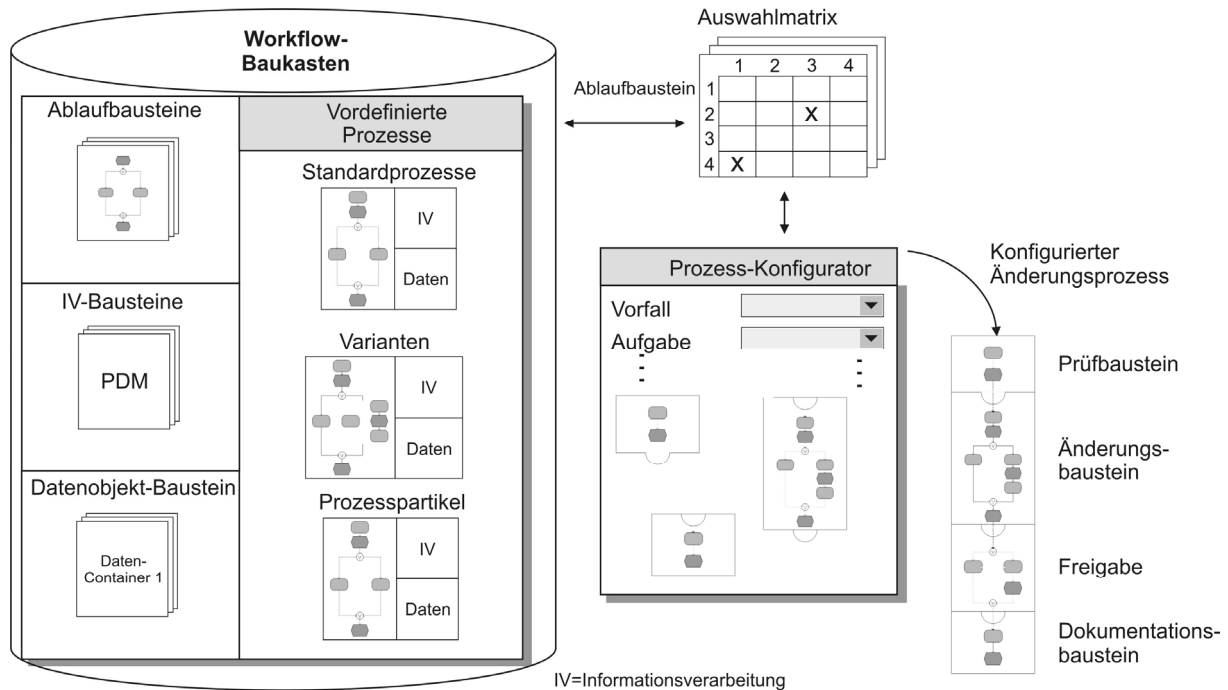 Workflow-
Baukasten
Ablaufbausteine
IV-Bausteine
PDM
Datenobjekt-Baustein
Daten-
Container 1
Vordefinierte
Prozesse
Standardprozesse
IV
Daten
Varianten
IV
Daten
Prozesspartikel
IV
Daten
Ablaufbaustein
Auswahlmatrix
1 2 3 4
1
2 X
3
4 X
Prozess-Konfigurator
Vorfall
Aufgabe
Konfigurierter
Änderungsprozess
Prüfbaustein
Änderungs-
baustein
Freigabe
Dokumentations-
baustein
IV=Informationsverarbeitung